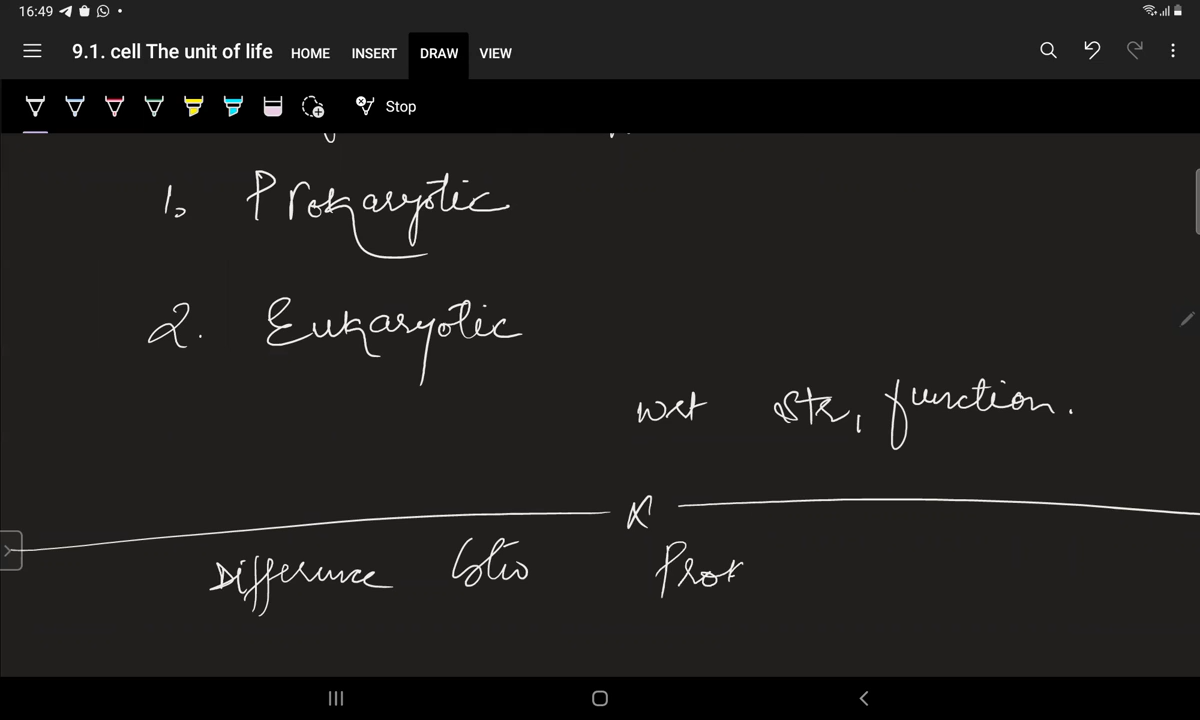 16:49
9.1. cell The unit of life HOME INSERT DRAW VIEW
Stop
1. Prokaryotic
2. Eukaryotic
wrt str, function.
Difference btw Prok